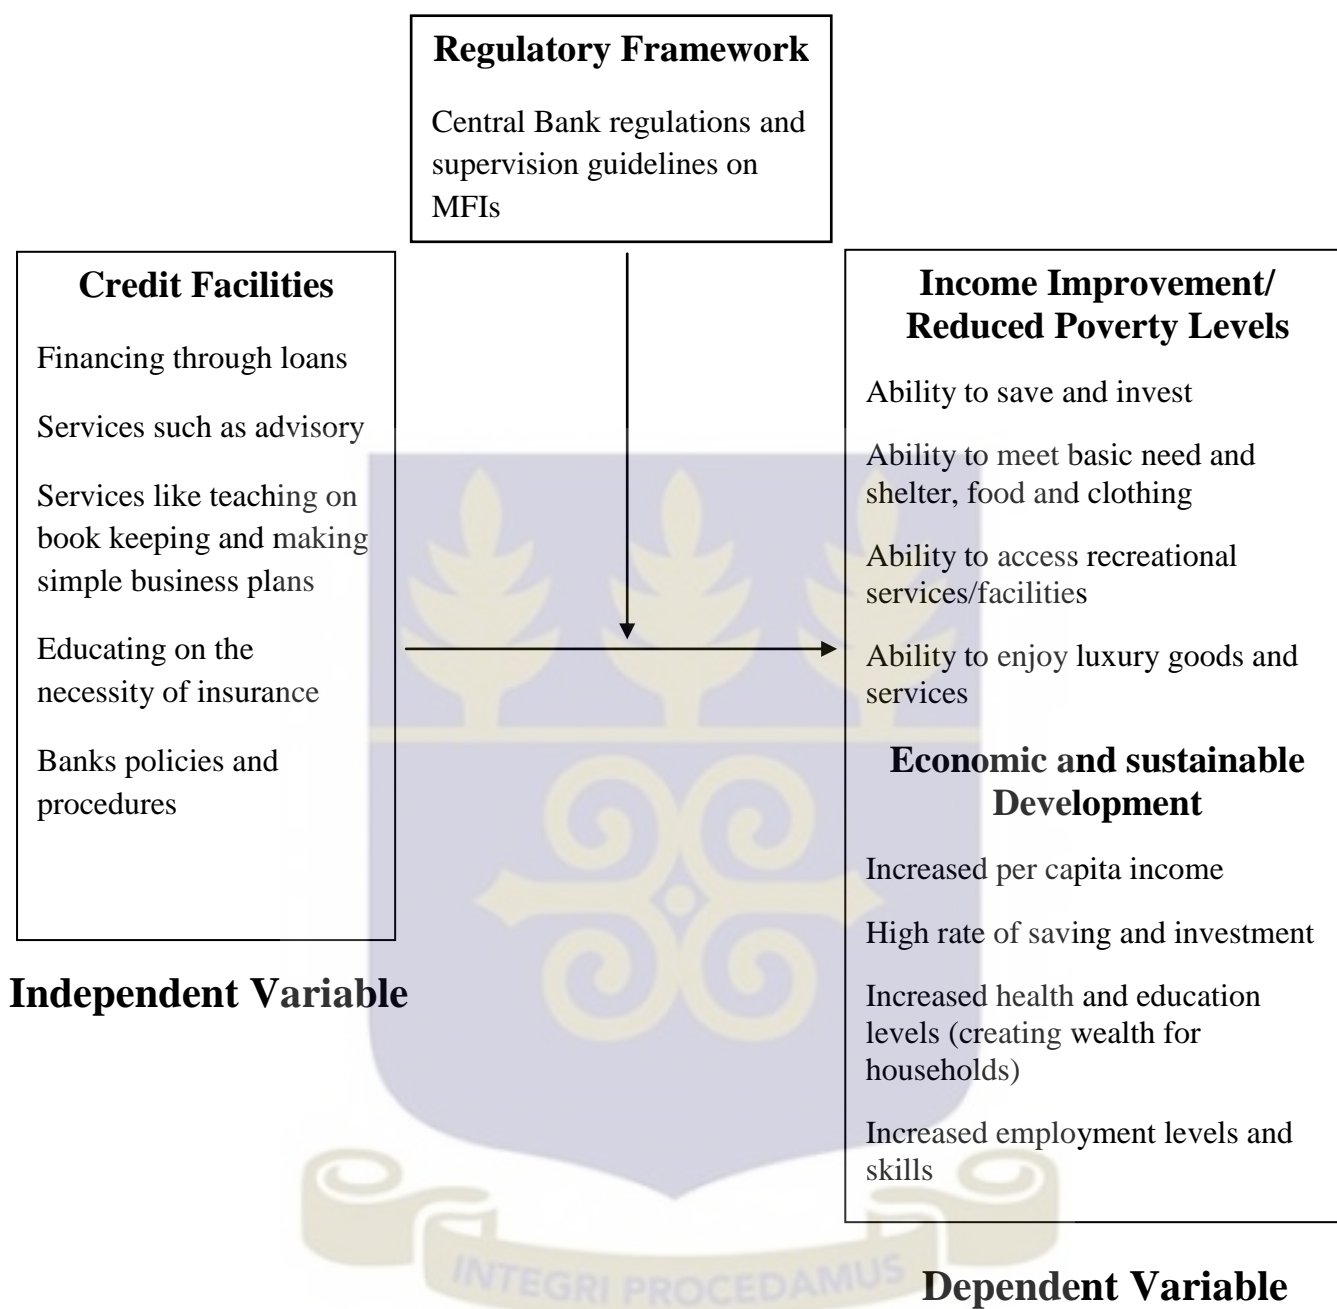 Regulatory Framework
Central Bank regulations and
supervision guidelines on
MFIs
Credit Facilities
Financing through loans
Services such as advisory
Services like teaching on
book keeping and making
simple business plans
Educating on the
necessity of insurance
Banks policies and
procedures
Independent Variable
Income Improvement/
Reduced Poverty Levels
Ability to save and invest
Ability to meet basic need and
shelter, food and clothing
Ability to access recreational
services/facilities
Ability to enjoy luxury goods and
services
Economic and sustainable
Development
Increased per capita income
High rate of saving and investment
Increased health and education
levels (creating wealth for
households)
Increased employment levels and
skills
Dependent Variable
INTEGRI PROCEDAMUS